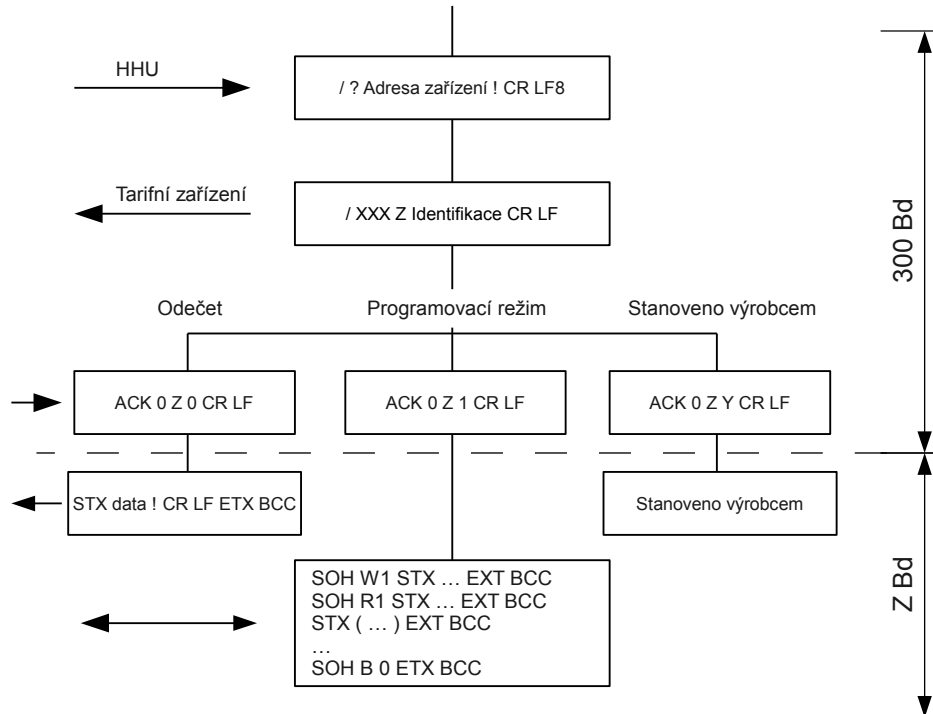 HHU
/ ? Adresa zařízení ! CR LF8
Tarifní zařízení
/ XXX Z Identifikace CR LF
300 Bd
Odečet
Programovací režim
Stanoveno výrobcem
ACK 0 Z 0 CR LF
ACK 0 Z 1 CR LF
ACK 0 Z Y CR LF
STX data ! CR LF ETX BCC
Stanoveno výrobcem
Z Bd
SOH W1 STX … EXT BCC
SOH R1 STX … EXT BCC
STX ( … ) EXT BCC
…
SOH B 0 ETX BCC